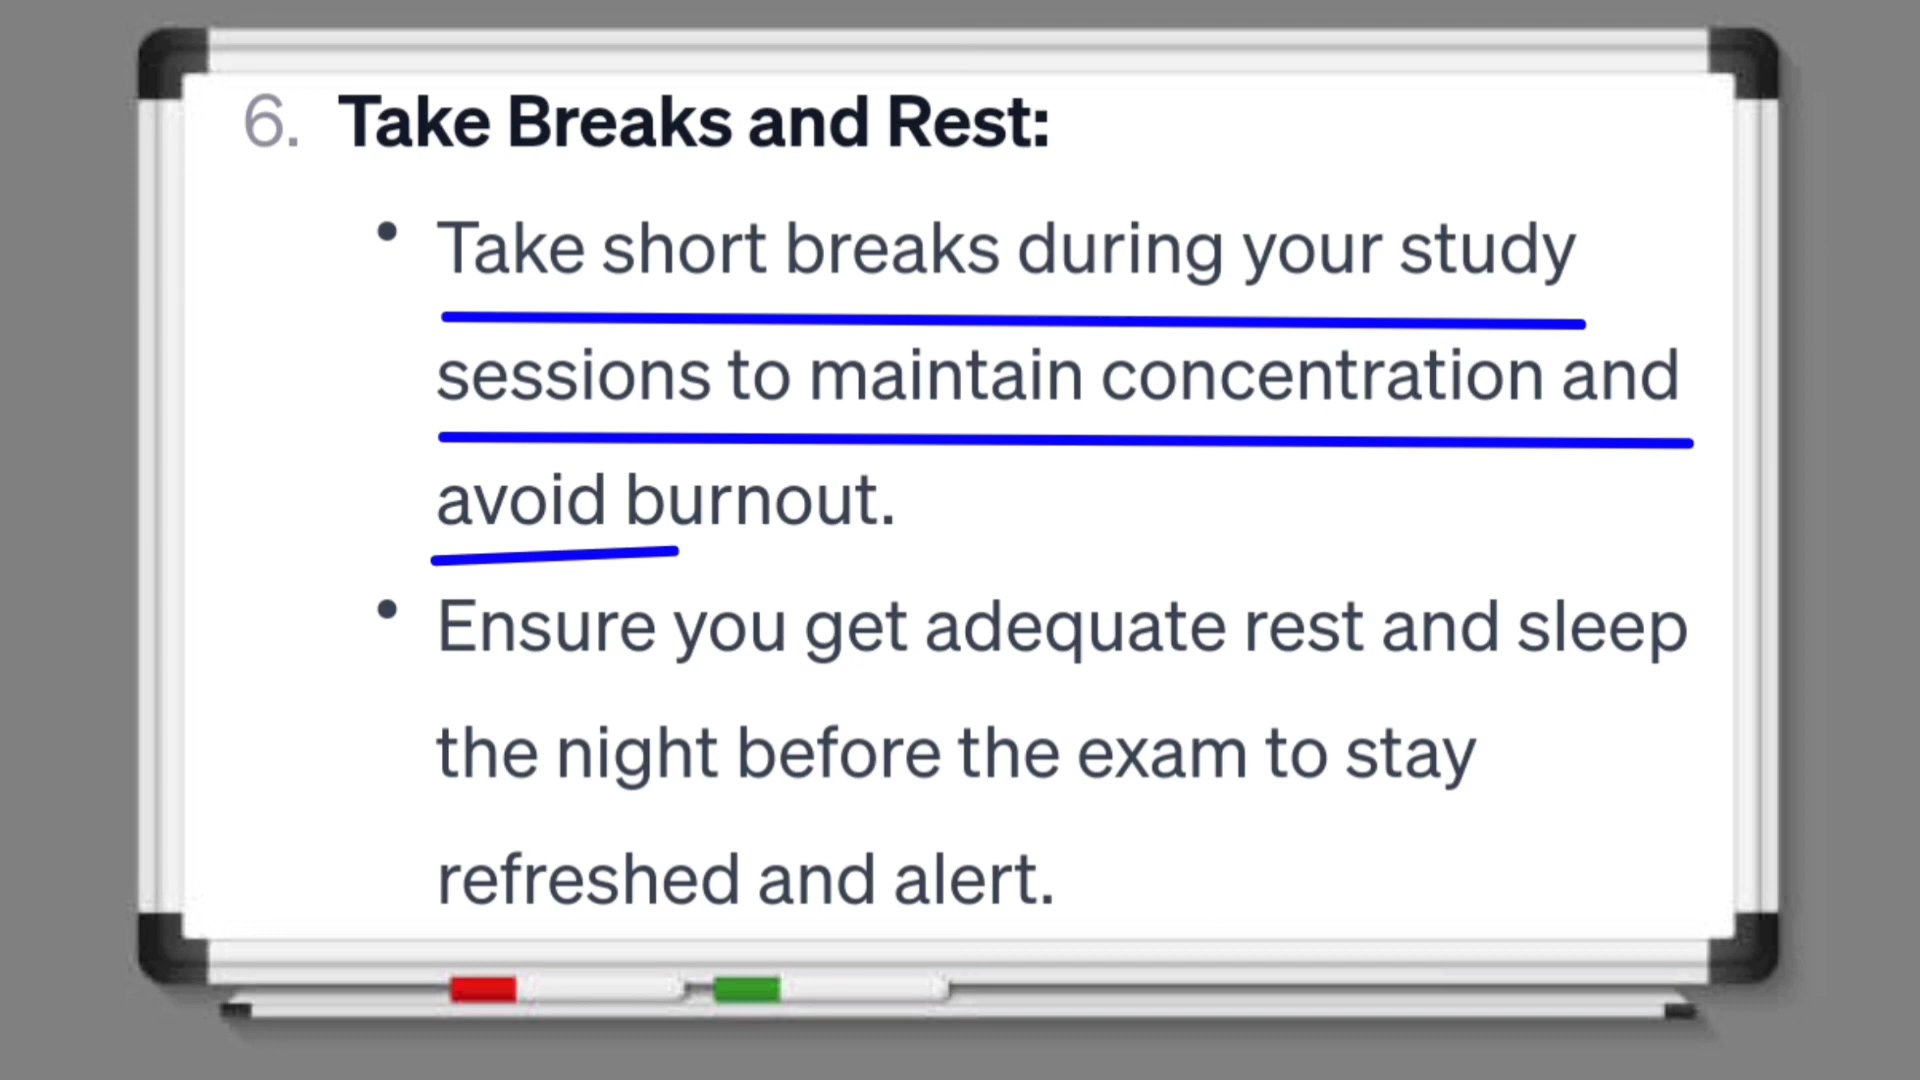 6. Take Breaks and Rest:
• Take short breaks during your study
sessions to maintain concentration and
avoid burnout.
• Ensure you get adequate rest and sleep
the night before the exam to stay
refreshed and alert.